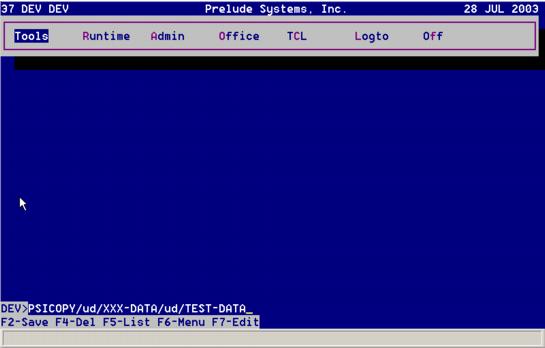 37 DEV DEV Prelude Systems, Inc. 28 JUL 2003
Tools Runtime Admin Office TCL Logto Off
DEV>PSICOPY/ud/XXX-DATA/ud/TEST-DATA_
F2-Save F4-Del F5-List F6-Menu F7-Edit